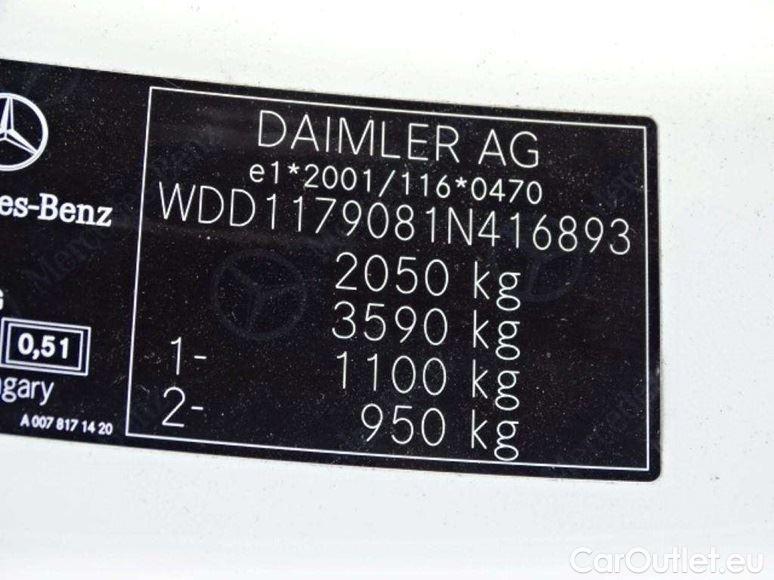 DAIMLER AG
e1*2001/116*0470
WDD1179081N416893
2050 kg
3590 kg
1- 1100 kg
2- 950 kg
es-Benz
G
0,51
ngary
A 007 817 14 20
CarOutlet.eu